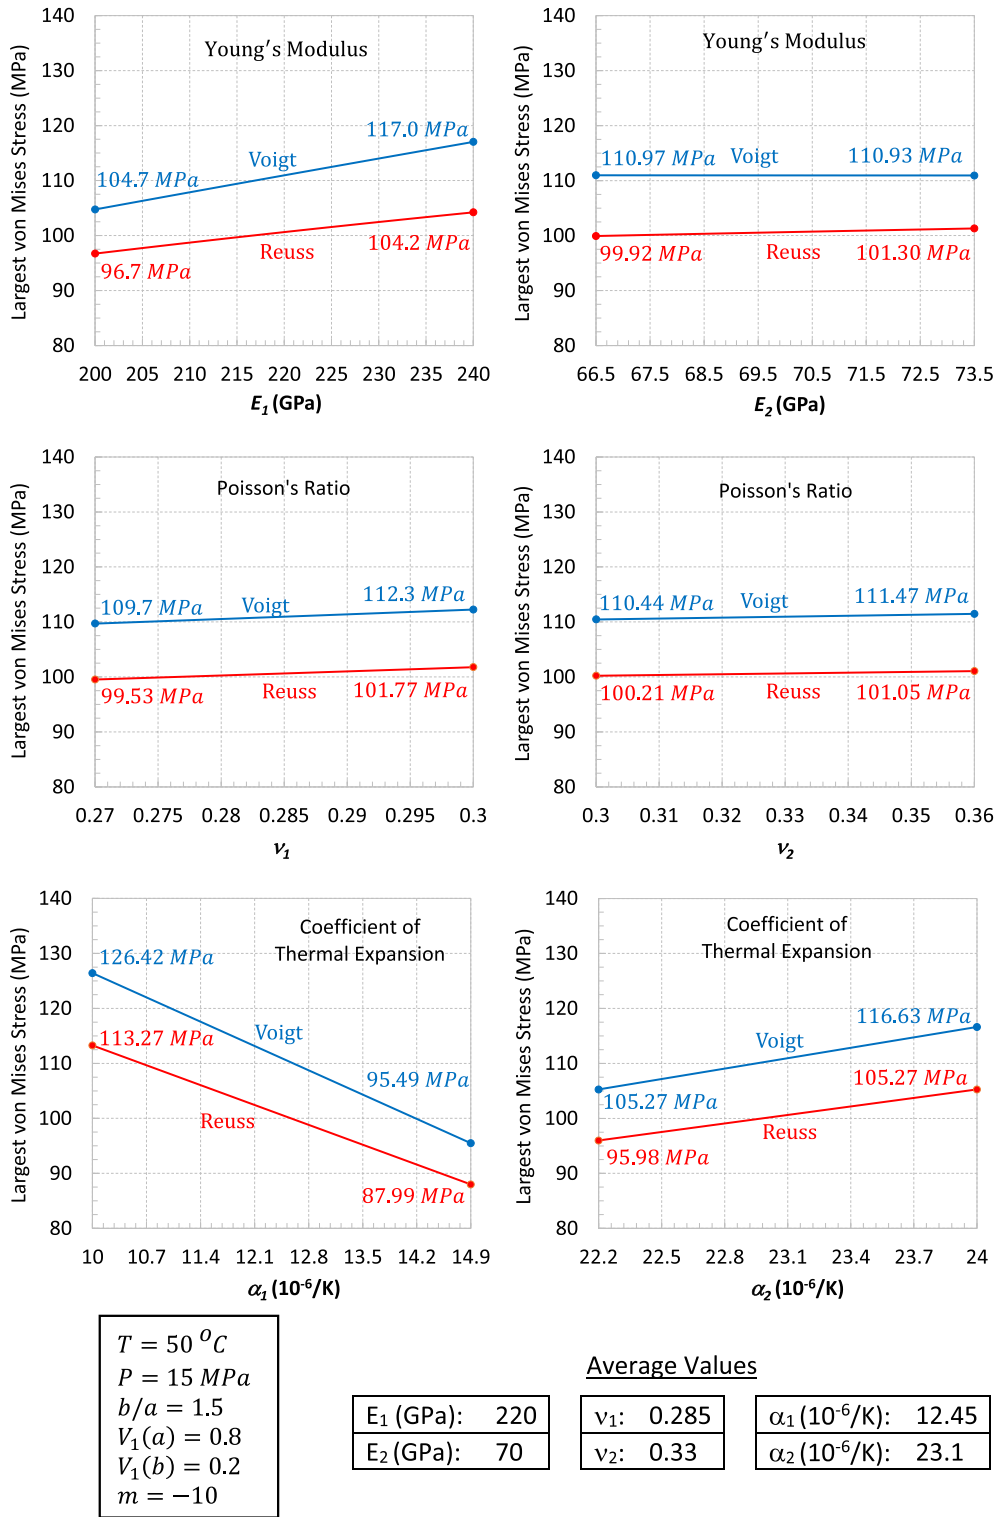 Largest von Mises Stress (MPa)
140
130
120
110
100
90
80
Young's Modulus
117.0 MPa
Voigt
104.7 MPa
Reuss
104.2 MPa
96.7 MPa
200 205 210 215 220 225 230 235 240
E1 (GPa)
Largest von Mises Stress (MPa)
140
130
120
110
100
90
80
Young's Modulus
110.97 MPa Voigt 110.93 MPa
99.92 MPa Reuss 101.30 MPa
66.5 67.5 68.5 69.5 70.5 71.5 72.5 73.5
E2 (GPa)
Largest von Mises Stress (MPa)
140
130
120
110
100
90
80
Poisson's Ratio
109.7 MPa Voigt 112.3 MPa
99.53 MPa Reuss 101.77 MPa
0.27 0.275 0.28 0.285 0.29 0.295 0.3
ν1
Largest von Mises Stress (MPa)
140
130
120
110
100
90
80
Poisson's Ratio
110.44 MPa Voigt 111.47 MPa
100.21 MPa Reuss 101.05 MPa
0.3 0.31 0.32 0.33 0.34 0.35 0.36
ν2
Largest von Mises Stress (MPa)
140
130
120
110
100
90
80
Coefficient of
Thermal Expansion
126.42 MPa
113.27 MPa Voigt
95.49 MPa
Reuss
87.99 MPa
10 10.7 11.4 12.1 12.8 13.5 14.2 14.9
α1 (10-6/K)
Largest von Mises Stress (MPa)
140
130
120
110
100
90
80
Coefficient of
Thermal Expansion
116.63 MPa
Voigt
105.27 MPa
105.27 MPa
Reuss
95.98 MPa
22.2 22.5 22.8 23.1 23.4 23.7 24
α2 (10-6/K)
T = 50 °C
P = 15 MPa
b/a = 1.5
V1(a) = 0.8
V1(b) = 0.2
m = −10
Average Values
E1 (GPa): 220
E2 (GPa): 70
ν1: 0.285
ν2: 0.33
α1 (10-6/K): 12.45
α2 (10-6/K): 23.1